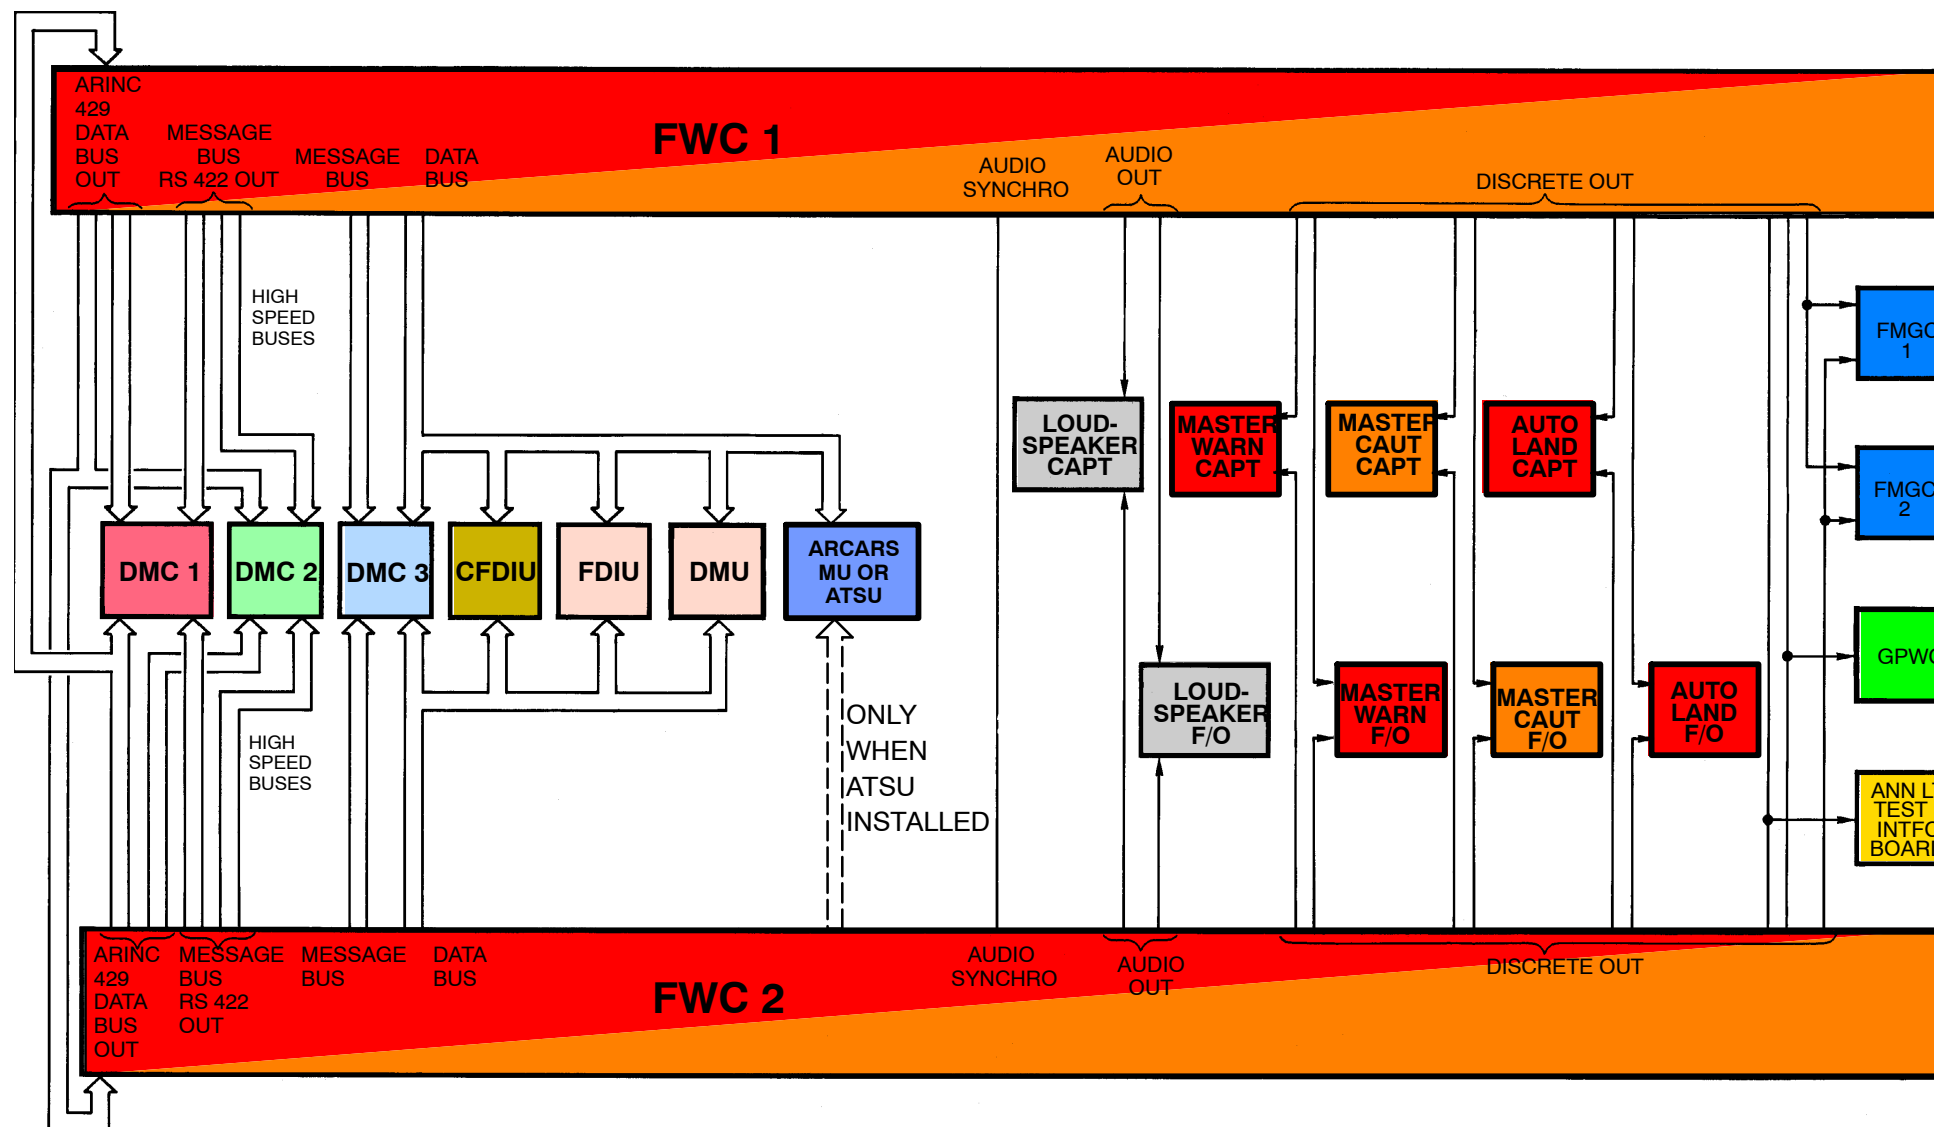 ARINC
429
DATA
BUS
OUT
MESSAGE
BUS
RS 422 OUT
MESSAGE
BUS
DATA
BUS
FWC 1
AUDIO
SYNCHRO
AUDIO
OUT
DISCRETE OUT
HIGH
SPEED
BUSES
FMGC
1
LOUD-
SPEAKER
CAPT
MASTER
WARN
CAPT
MASTER
CAUT
CAPT
AUTO
LAND
CAPT
FMGC
2
DMC 1
DMC 2
DMC 3
CFDIU
FDIU
DMU
ARCARS
MU OR
ATSU
GPWC
LOUD-
SPEAKER
F/O
MASTER
WARN
F/O
MASTER
CAUT
F/O
AUTO
LAND
F/O
ONLY
WHEN
ATSU
INSTALLED
HIGH
SPEED
BUSES
ANN LT
TEST
INTFC
BOARD
ARINC
429
DATA
BUS
OUT
MESSAGE
BUS
RS 422
OUT
MESSAGE
BUS
DATA
BUS
FWC 2
AUDIO
SYNCHRO
AUDIO
OUT
DISCRETE OUT